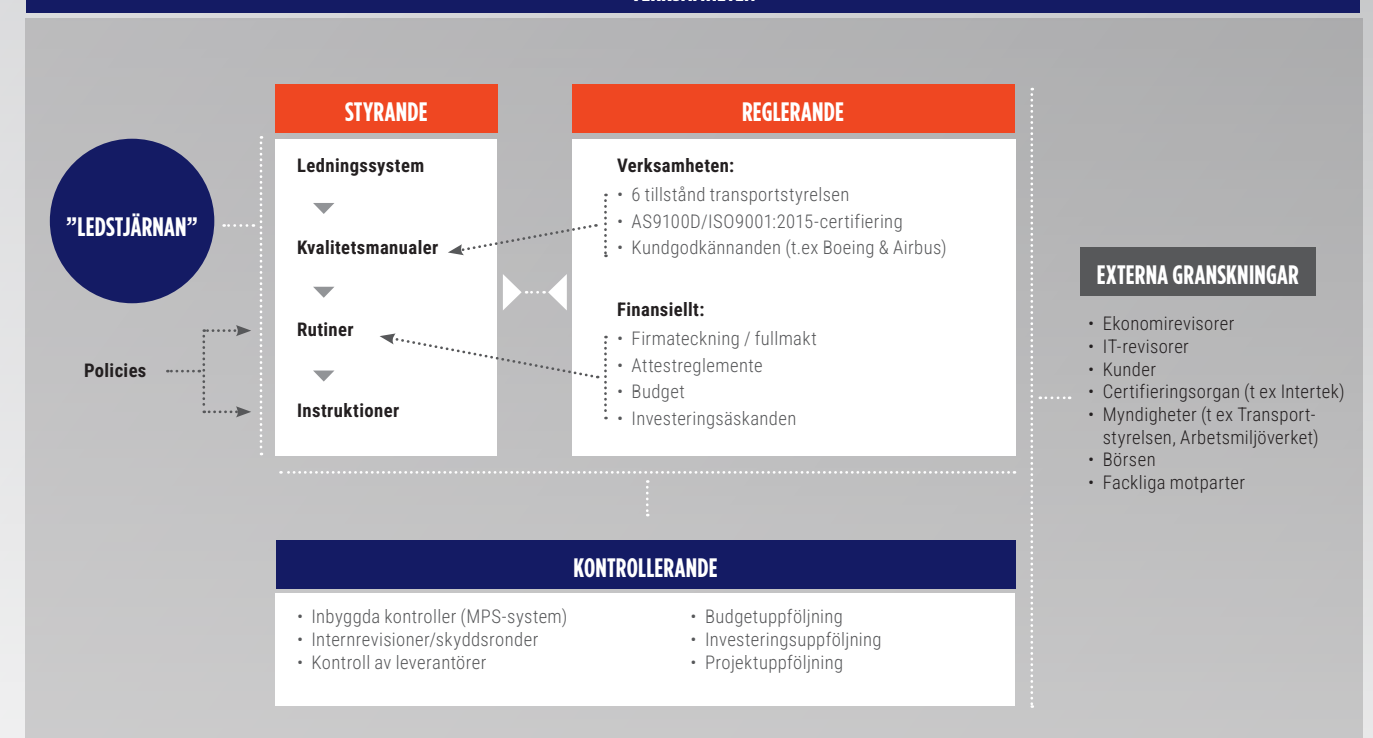 STYRANDE
REGLERANDE
"LEDSTJÄRNAN"
Policies
Ledningssystem
Kvalitetsmanualer
Rutiner
Instruktioner
Verksamheten:
• 6 tillstånd transportstyrelsen
• AS9100D/ISO9001:2015-certifiering
• Kundgodkännanden (t.ex Boeing & Airbus)
Finansiellt:
• Firmateckning / fullmakt
• Attestreglemente
• Budget
• Investeringsäskanden
EXTERNA GRANSKNINGAR
• Ekonomirevisorer
• IT-revisorer
• Kunder
• Certifieringsorgan (t ex Intertek)
• Myndigheter (t ex Transport-
styrelsen, Arbetsmiljöverket)
• Börsen
• Fackliga motparter
KONTROLLERANDE
• Inbyggda kontroller (MPS-system)
• Internrevisioner/skyddsronder
• Kontroll av leverantörer
• Budgetuppföljning
• Investeringsuppföljning
• Projektuppföljning